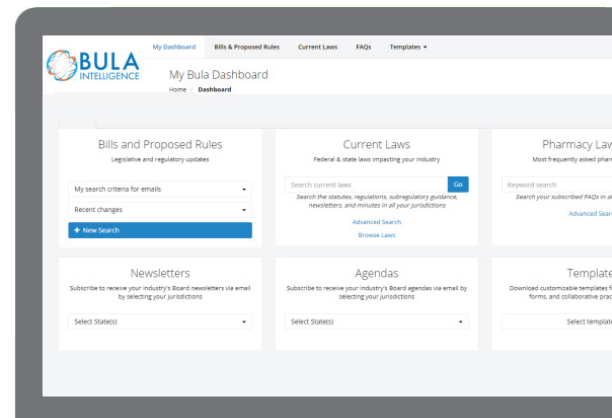 My Dashboard Bills & Proposed Rules Current Laws FAQs Templates
BULA
INTELLIGENCE
My Bula Dashboard
Home / Dashboard
Bills and Proposed Rules
Legislative and regulatory updates
My search criteria for emails
Recent changes
+ New Search
Current Laws
Federal & state laws impacting your industry
Search current laws Go
Search the statutes, regulations, subregulatory guidance,
newsletters, and minutes in all your jurisdictions
Advanced Search
Browse Laws
Pharmacy Law
Most frequently asked phar
Keyword search
Search your subscribed FAQs in al
Advanced Sear
Newsletters
Subscribe to receive your industry's Board newsletters via email
by selecting your jurisdictions
Select State(s)
Agendas
Subscribe to receive your industry's Board agendas via email by
selecting your jurisdictions
Select State(s)
Template
Download customizable templates f
forms, and collaborative prac
Select templat